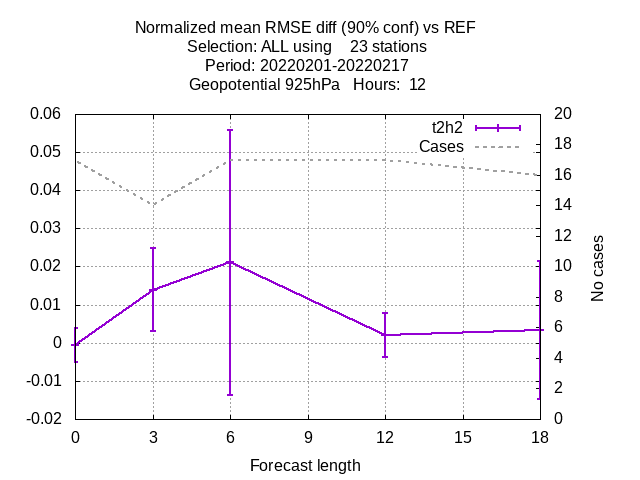 Normalized mean RMSE diff (90% conf) vs REF
Selection: ALL using    23 stations
Period: 20220201-20220217
Geopotential 925hPa   Hours:  12
0.06
0.05
0.04
0.03
0.02
0.01
0
-0.01
-0.02
t2h2
Cases
20
18
16
14
12
10
8
6
4
2
0
No cases
0 3 6 9 12 15 18
Forecast length